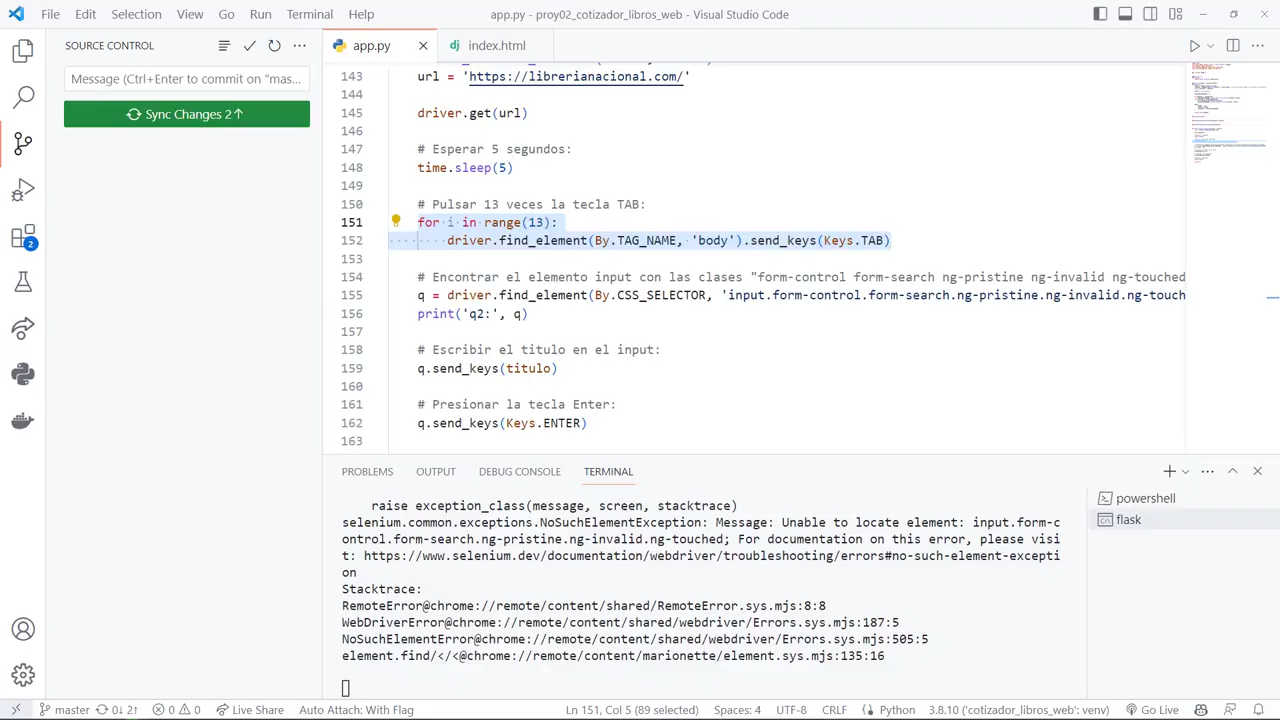 File Edit Selection View Go Run Terminal Help
app.py - proy02_cotizador_libros_web - Visual Studio Code
SOURCE CONTROL
app.py
index.html
Message (Ctrl+Enter to commit on "mas...
Sync Changes 2↑
143 url =
144
145
146
147
148
149
150 # Pulsar 13 veces la tecla TAB:
151 for i in range(13):
152 driver.find_element(By.TAG_NAME, 'body').send_keys(Keys.TAB)
153
154 # Encontrar el elemento input con las clases "form-control form-search ng-pristine ng-invalid ng-touched
155 q = driver.find_element(By.CSS_SELECTOR, 'input.form-control.form-search.ng-pristine.ng-invalid.ng-touch
156 print('q2:', q)
157
158 # Escribir el titulo en el input:
159 q.send_keys(titulo)
160
161 # Presionar la tecla Enter:
162 q.send_keys(Keys.ENTER)
163
2
PROBLEMS OUTPUT DEBUG CONSOLE TERMINAL
powershell
flask
raise exception_class(message, screen, stacktrace)
selenium.common.exceptions.NoSuchElementException: Message: Unable to locate element: input.form-c
ontrol.form-search.ng-pristine.ng-invalid.ng-touched; For documentation on this error, please visi
t: https://www.selenium.dev/documentation/webdriver/troubleshooting/errors#no-such-element-excepti
on
Stacktrace:
RemoteError@chrome://remote/content/shared/RemoteError.sys.mjs:8:8
WebDriverError@chrome://remote/content/shared/webdriver/Errors.sys.mjs:187:5
NoSuchElementError@chrome://remote/content/shared/webdriver/Errors.sys.mjs:505:5
element.find/</<@chrome://remote/content/marionette/element.sys.mjs:135:16
master 0↓ 2↑ 0 0 Live Share Auto Attach: With Flag Ln 151, Col 5 (89 selected) Spaces: 4 UTF-8 CRLF Python 3.8.10 ('cotizador_libros_web': venv) Go Live